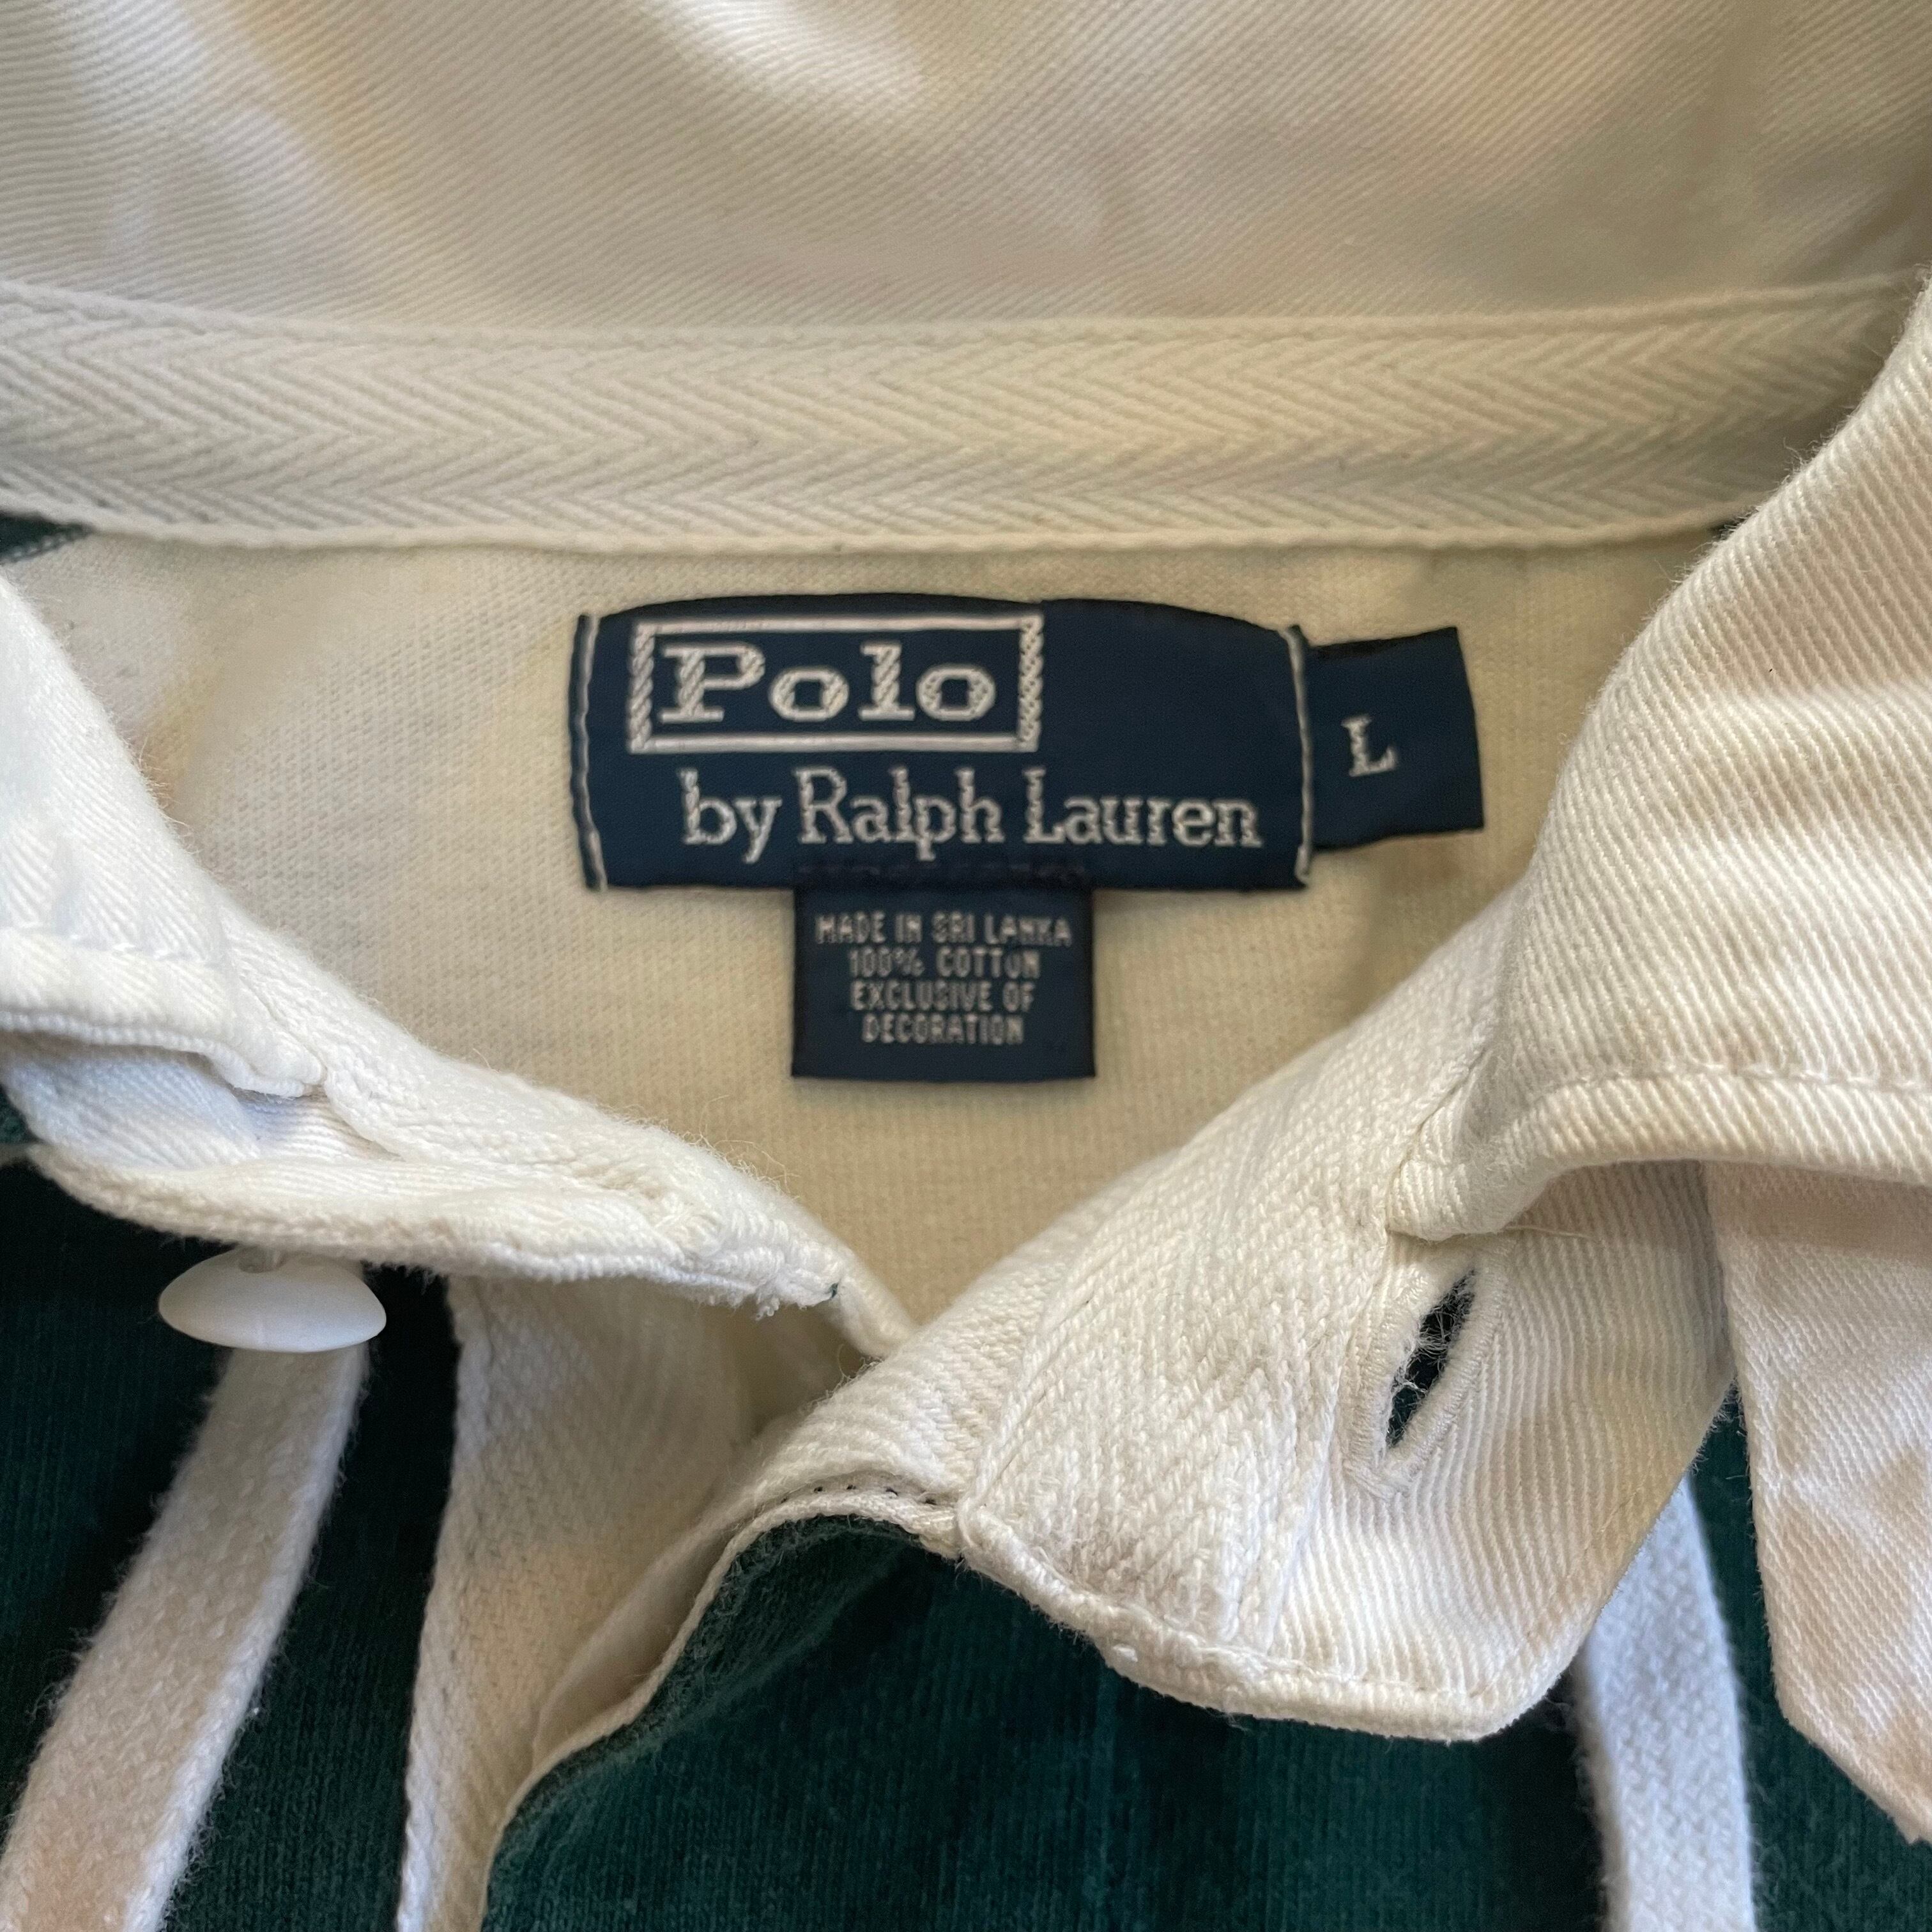 Polo
by Ralph Lauren
L
MADE IN SRI LANKA
100% COTTON
EXCLUSIVE OF
DECORATION